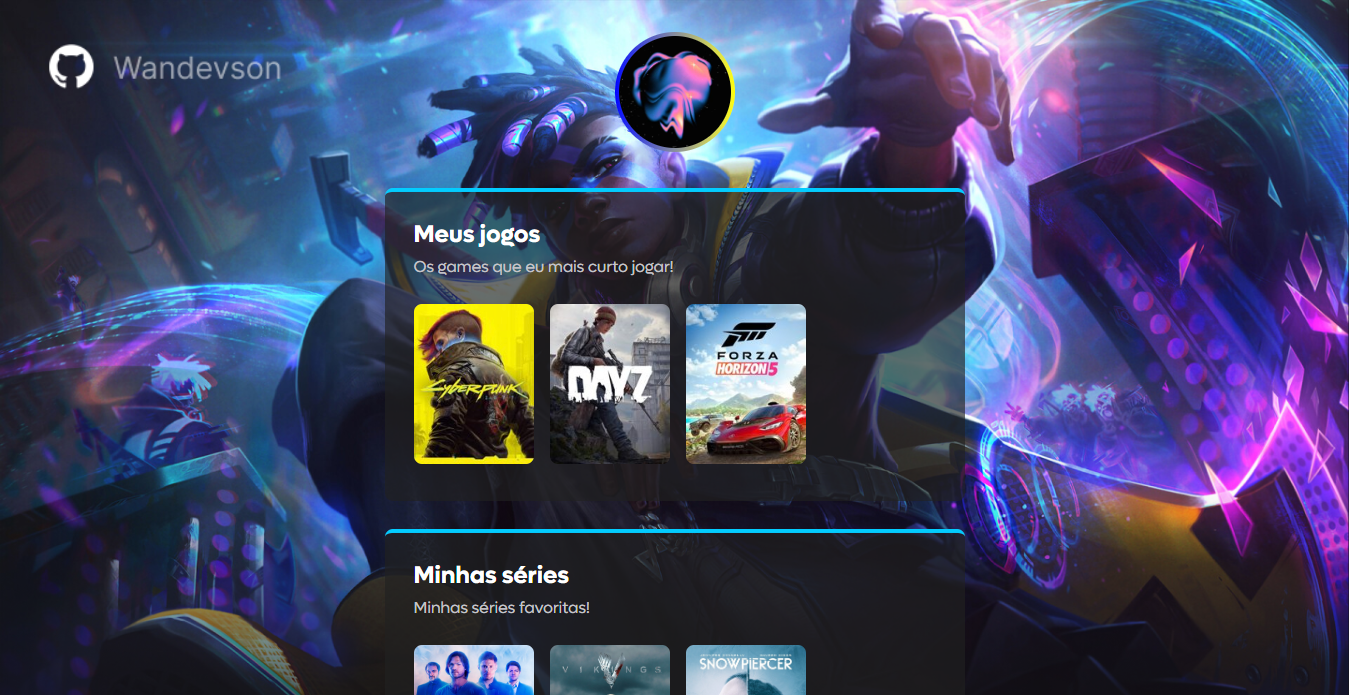 Wandevson
Meus jogos
Os games que eu mais curto jogar!
CYBERPUNK
DAYZ
FORZA
HORIZON 5
Minhas séries
Minhas séries favoritas!
VIKINGS
SNOWPIERCER